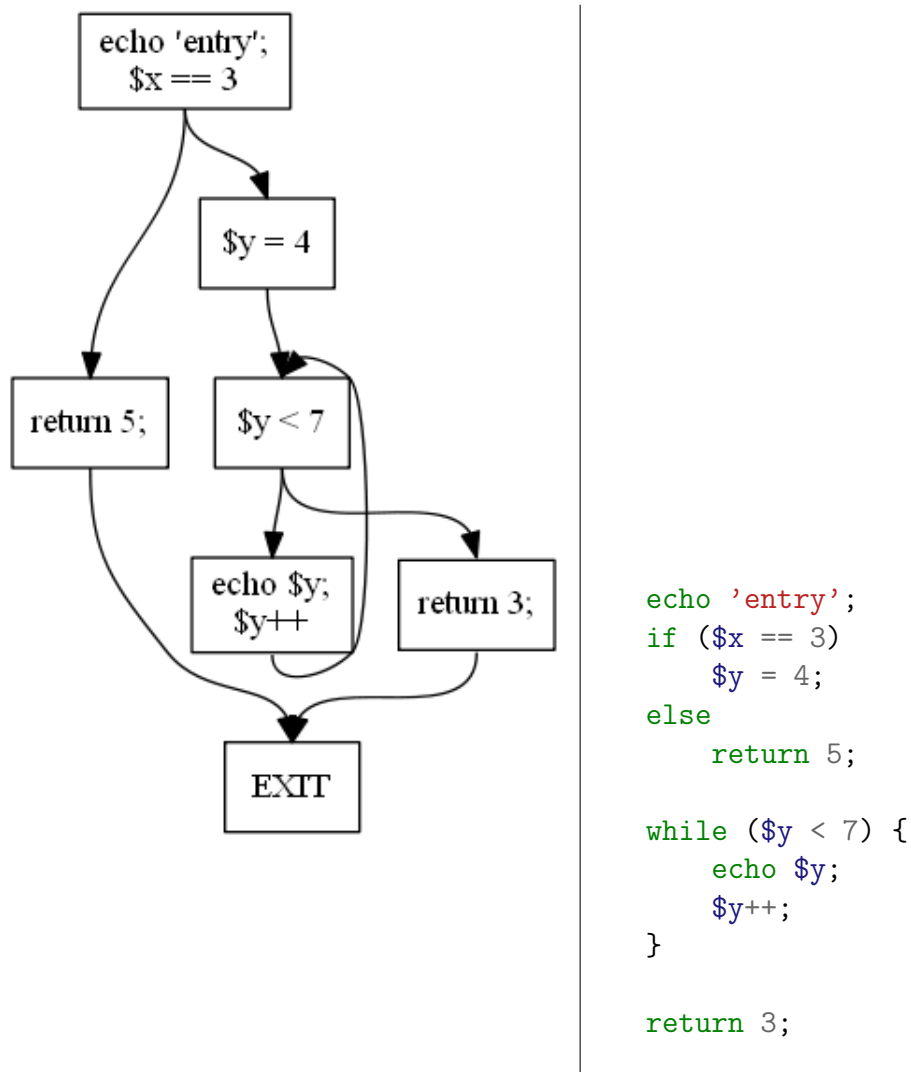 echo 'entry';
$x == 3
$y = 4
return 5;
$y < 7
echo $y;
$y++
return 3;
EXIT
echo 'entry';
if ($x == 3)
    $y = 4;
else
    return 5;
while ($y < 7) {
    echo $y;
    $y++;
}
return 3;